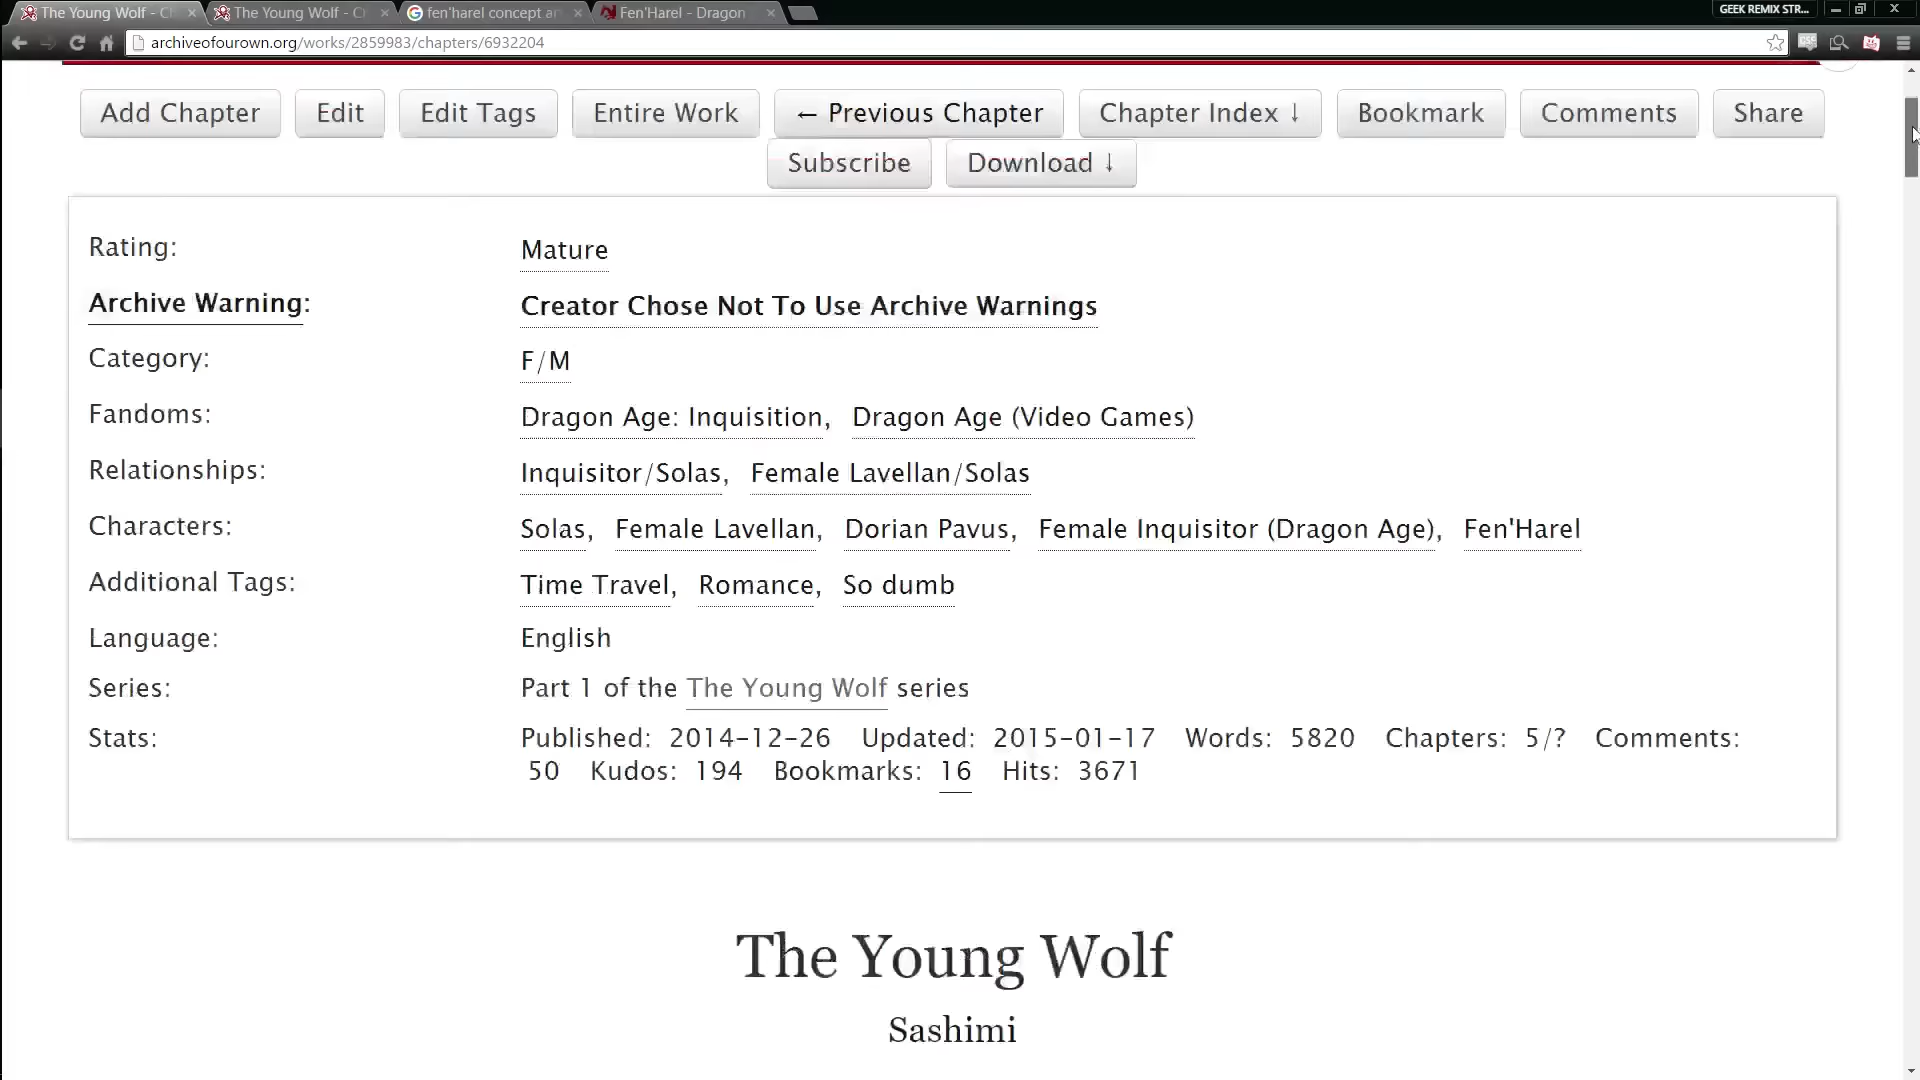 The Young Wolf - Ch
The Young Wolf - Ch
fen'harel concept ar
Fen'Harel - Dragon
GEEK REMIX STR...
archiveofourown.org/works/2859983/chapters/6932204
Add Chapter
Edit
Edit Tags
Entire Work
← Previous Chapter
Chapter Index ↓
Bookmark
Comments
Share
Subscribe
Download ↓
Rating: Mature
Archive Warning: Creator Chose Not To Use Archive Warnings
Category: F/M
Fandoms: Dragon Age: Inquisition, Dragon Age (Video Games)
Relationships: Inquisitor/Solas, Female Lavellan/Solas
Characters: Solas, Female Lavellan, Dorian Pavus, Female Inquisitor (Dragon Age), Fen'Harel
Additional Tags: Time Travel, Romance, So dumb
Language: English
Series: Part 1 of the The Young Wolf series
Stats: Published: 2014-12-26 Updated: 2015-01-17 Words: 5820 Chapters: 5/? Comments:
50 Kudos: 194 Bookmarks: 16 Hits: 3671
The Young Wolf
Sashimi